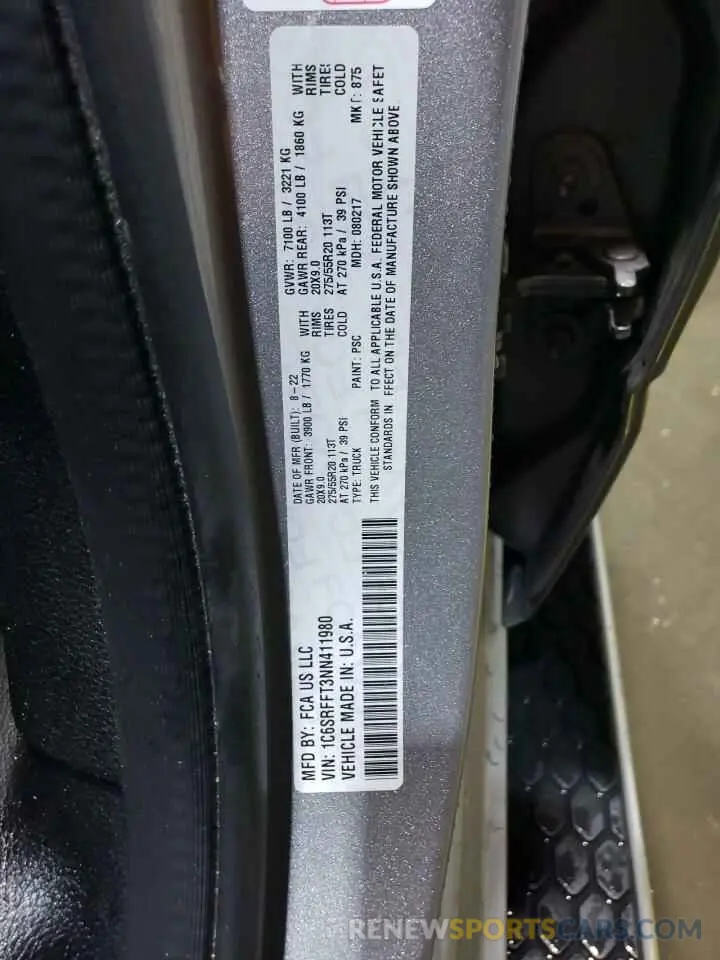 MFD BY: FCA US LLC
VIN: 1C6SRFFT3NN411980
VEHICLE MADE IN: U.S.A.
DATE OF MFR (BUILT): 8-22
GAWR FRONT: 3900 LB / 1770 KG WITH
20X9.0 RIMS
275/55R20 113T TIRES
AT 270 kPa / 39 PSI COLD
TYPE: TRUCK PAINT: PSC
GVWR: 7100 LB / 3221 KG
GAWR REAR: 4100 LB / 1860 KG WITH
20X9.0 RIMS
275/55R20 113T TIRES
AT 270 kPa / 39 PSI COLD
MDH: 080217 MKT: 875
THIS VEHICLE CONFORM TO ALL APPLICABLE U.S.A. FEDERAL MOTOR VEHICLE SAFET
STANDARDS IN FFECT ON THE DATE OF MANUFACTURE SHOWN ABOVE
RENEWSPORTSCARS.COM